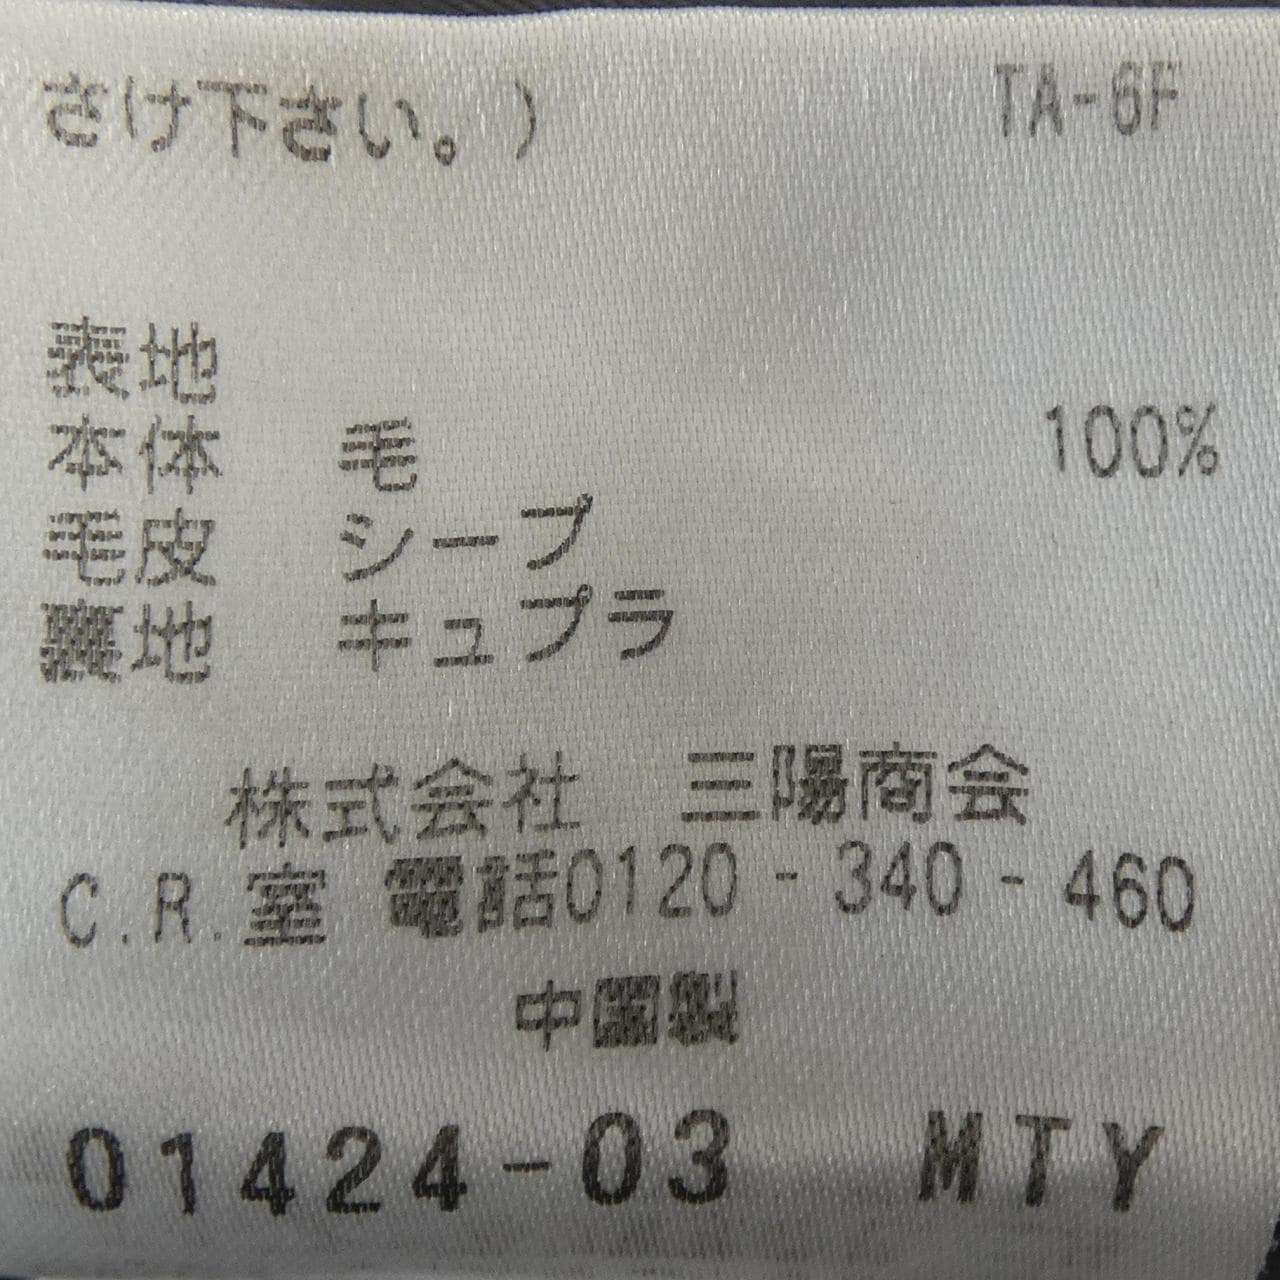 さけ下さい。) TA-6F
表地
本体 毛 100%
毛皮 シープ
裏地 キュプラ
株式会社 三陽商会
C.R.室 電話0120-340-460
中国製
01424-03 MTY